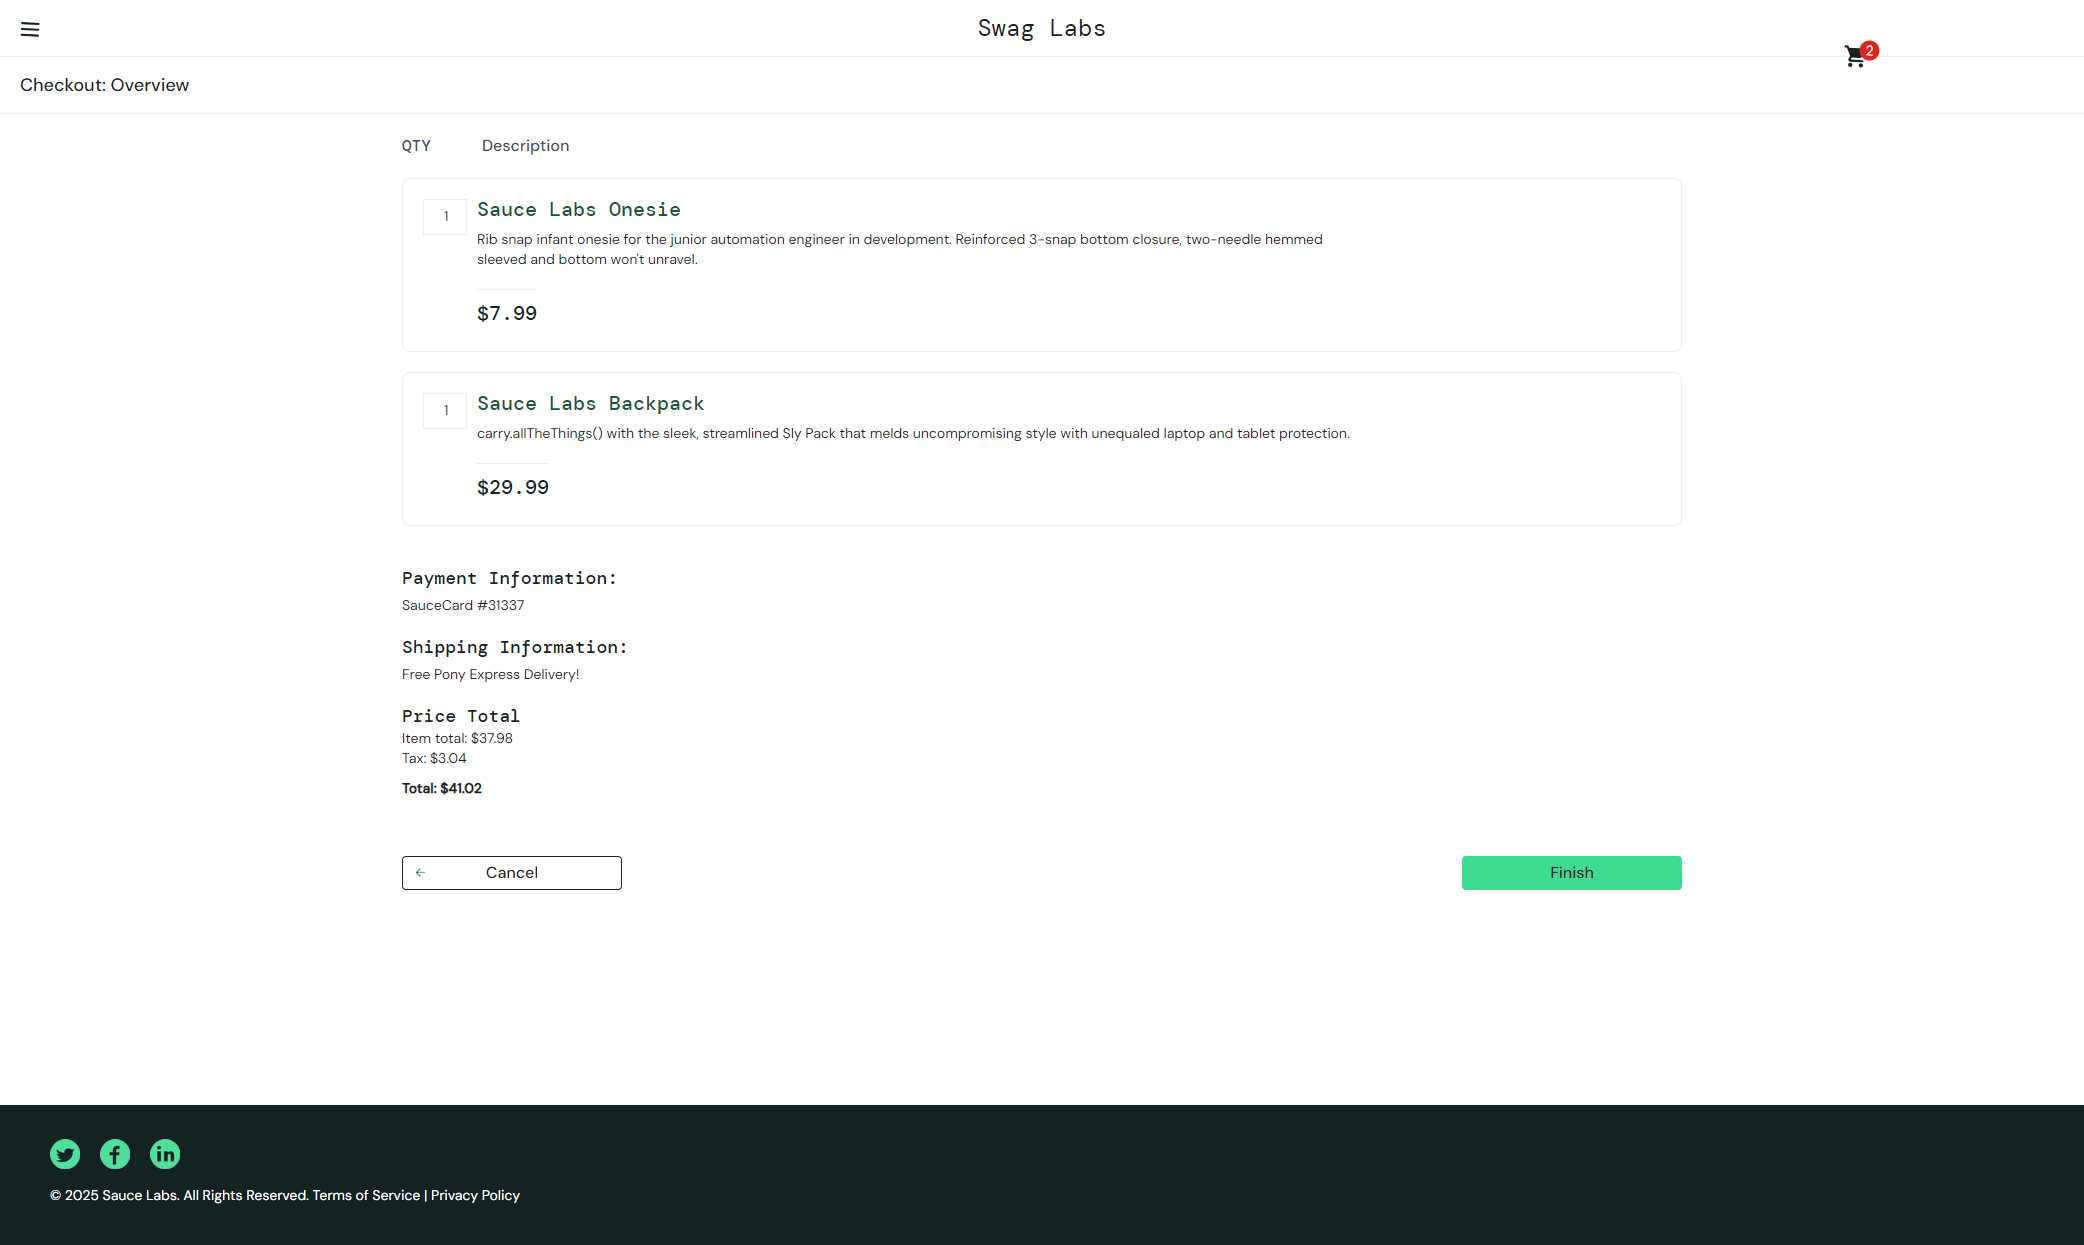 Swag Labs
2
Checkout: Overview
QTY Description
1 Sauce Labs Onesie
Rib snap infant onesie for the junior automation engineer in development. Reinforced 3-snap bottom closure, two-needle hemmed
sleeved and bottom won't unravel.
$7.99
1 Sauce Labs Backpack
carry.allTheThings() with the sleek, streamlined Sly Pack that melds uncompromising style with unequaled laptop and tablet protection.
$29.99
Payment Information:
SauceCard #31337
Shipping Information:
Free Pony Express Delivery!
Price Total
Item total: $37.98
Tax: $3.04
Total: $41.02
Cancel Finish
© 2025 Sauce Labs. All Rights Reserved. Terms of Service | Privacy Policy